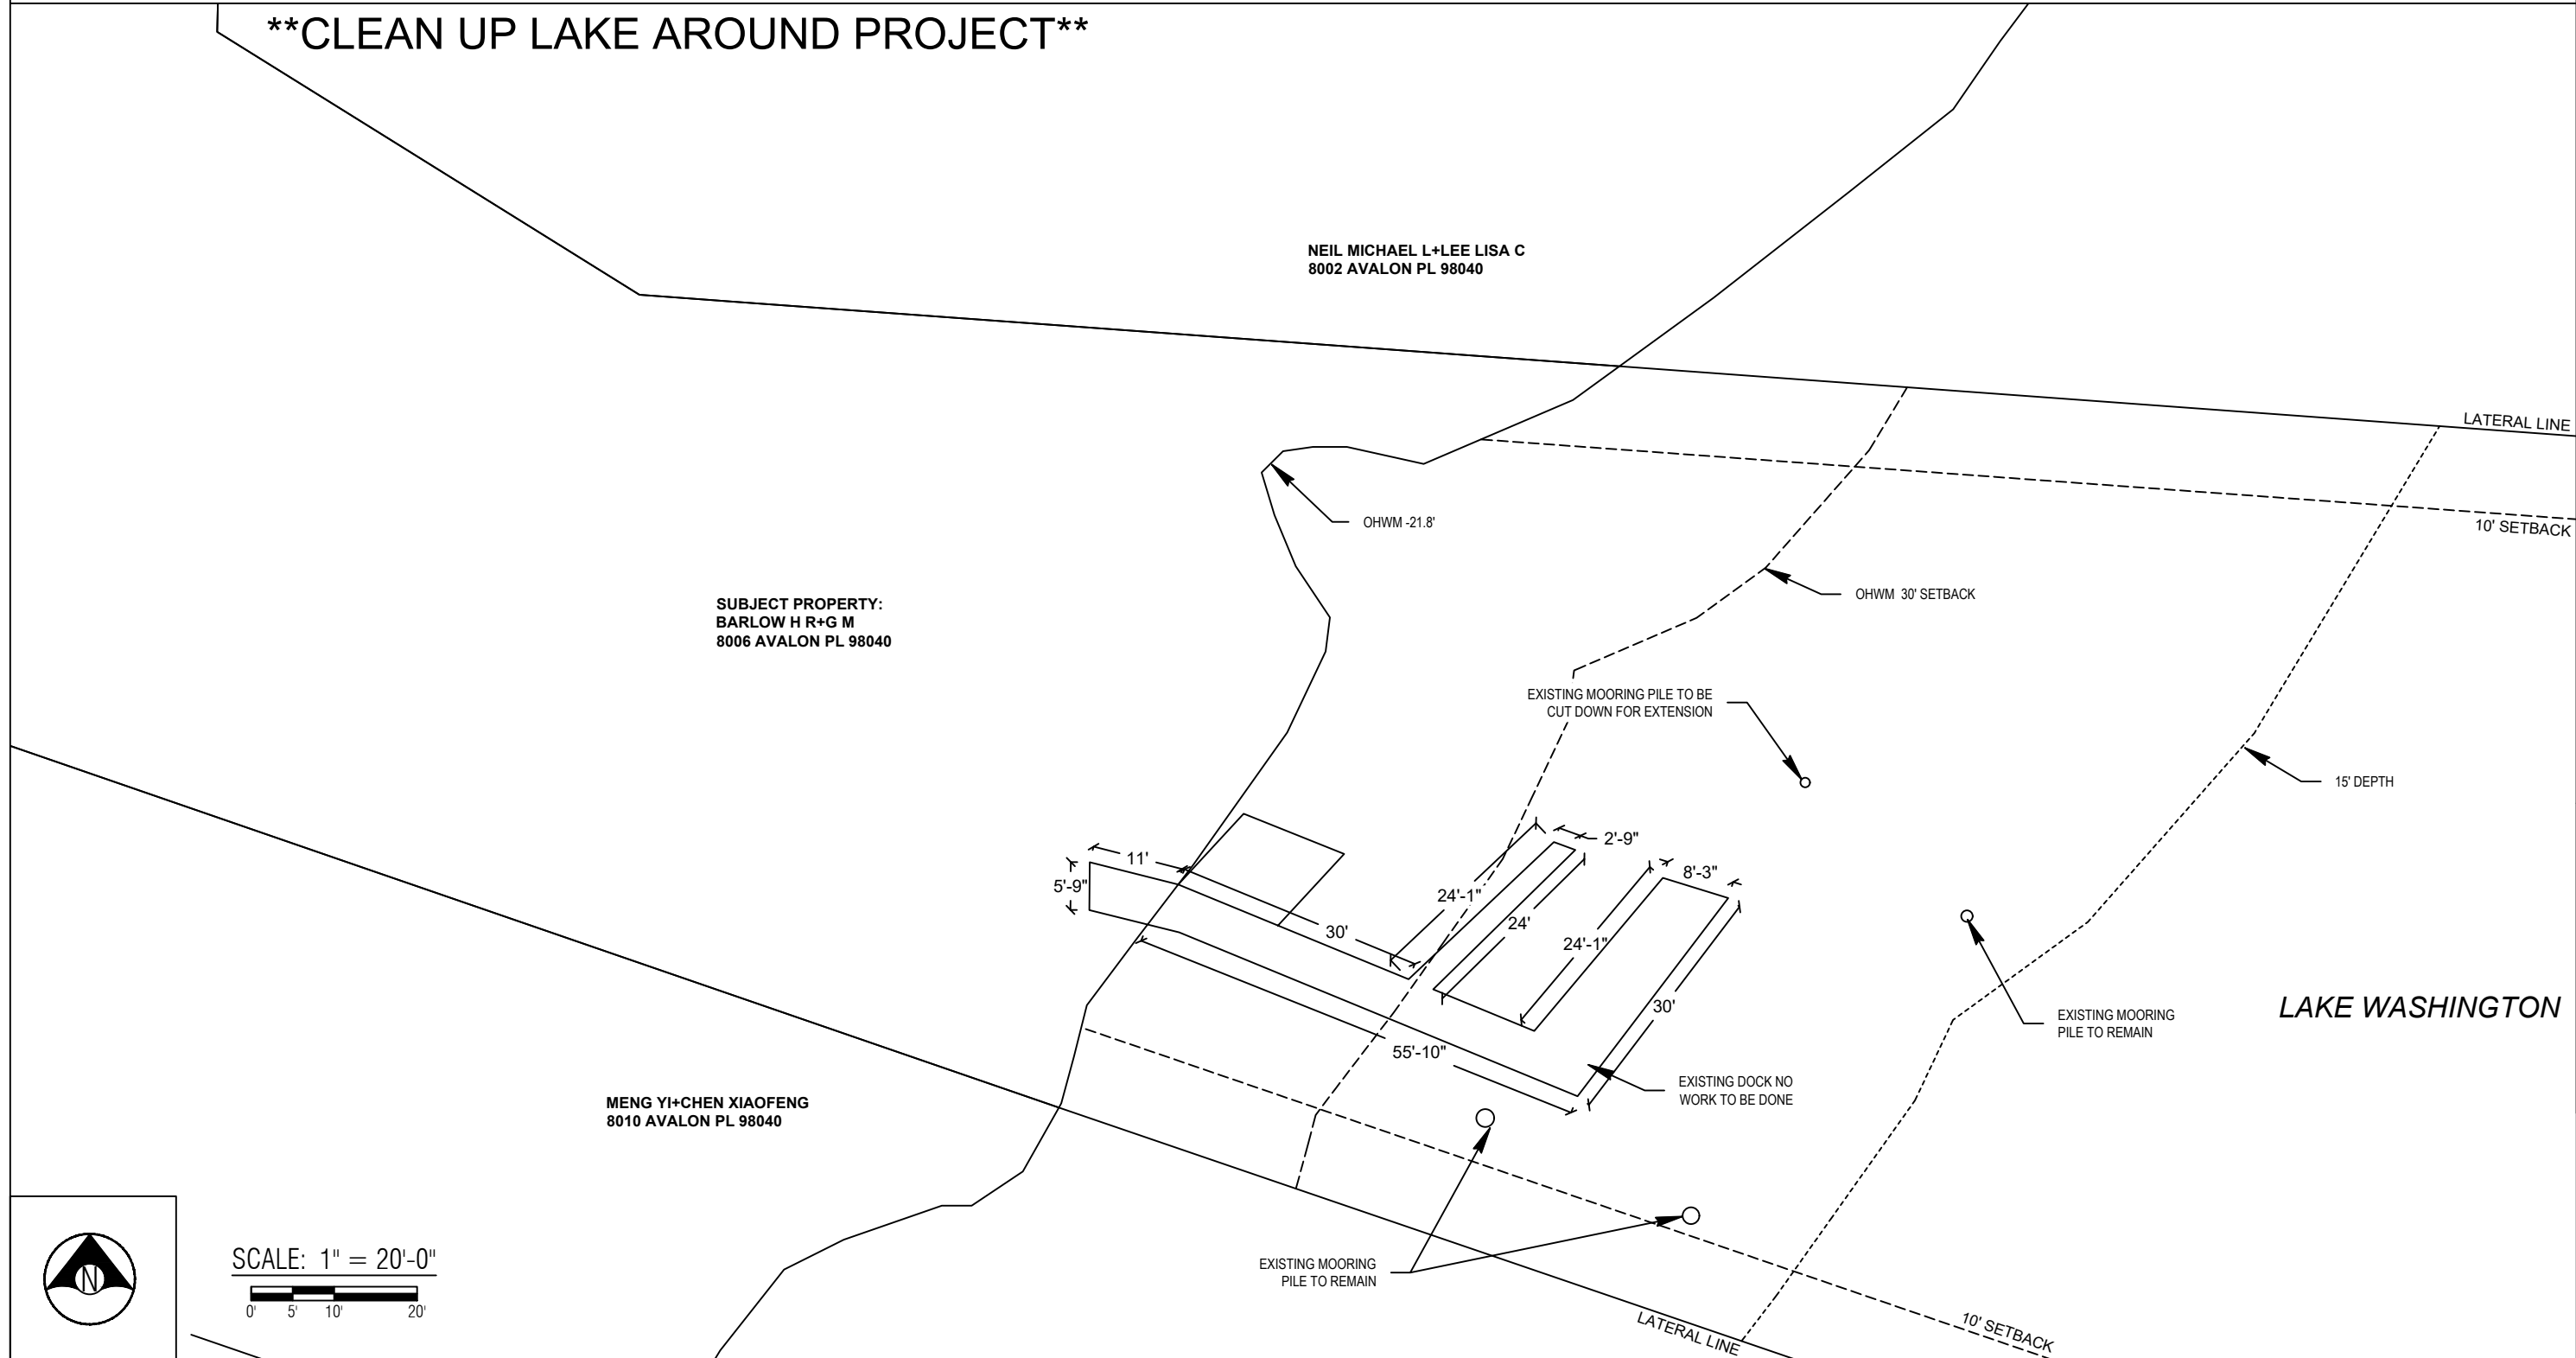 **CLEAN UP LAKE AROUND PROJECT**
NEIL MICHAEL L+LEE LISA C
8002 AVALON PL 98040
LATERAL LINE
10' SETBACK
OHWM -21.8'
OHWM 30' SETBACK
SUBJECT PROPERTY:
BARLOW H R+G M
8006 AVALON PL 98040
EXISTING MOORING PILE TO BE
CUT DOWN FOR EXTENSION
15' DEPTH
2'-9"
11'
5'-9"
8'-3"
24'-1"
24'
30'
24'-1"
30'
55'-10"
LAKE WASHINGTON
EXISTING MOORING
PILE TO REMAIN
EXISTING DOCK NO
WORK TO BE DONE
MENG YI+CHEN XIAOFENG
8010 AVALON PL 98040
EXISTING MOORING
PILE TO REMAIN
LATERAL LINE
10' SETBACK
N
SCALE: 1" = 20'-0"
0' 5' 10' 20'